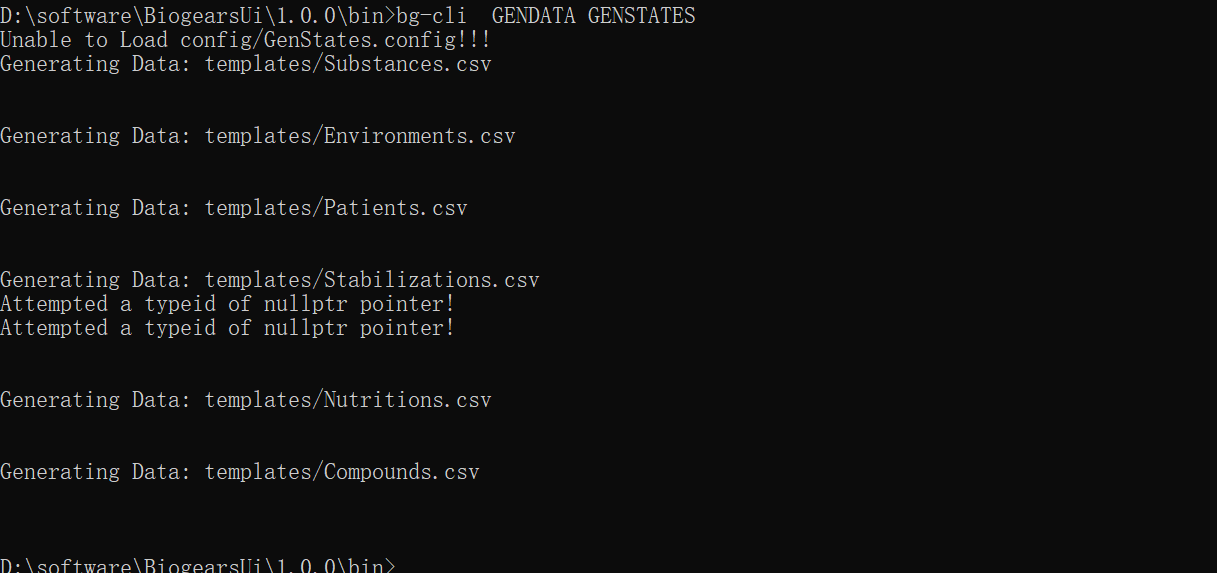 D:\software\BiogearsUi\1.0.0\bin>bg-cli  GENDATA GENSTATES
Unable to Load config/GenStates.config!!!
Generating Data: templates/Substances.csv
Generating Data: templates/Environments.csv
Generating Data: templates/Patients.csv
Generating Data: templates/Stabilizations.csv
Attempted a typeid of nullptr pointer!
Attempted a typeid of nullptr pointer!
Generating Data: templates/Nutritions.csv
Generating Data: templates/Compounds.csv
D:\software\BiogearsUi\1.0.0\bin>